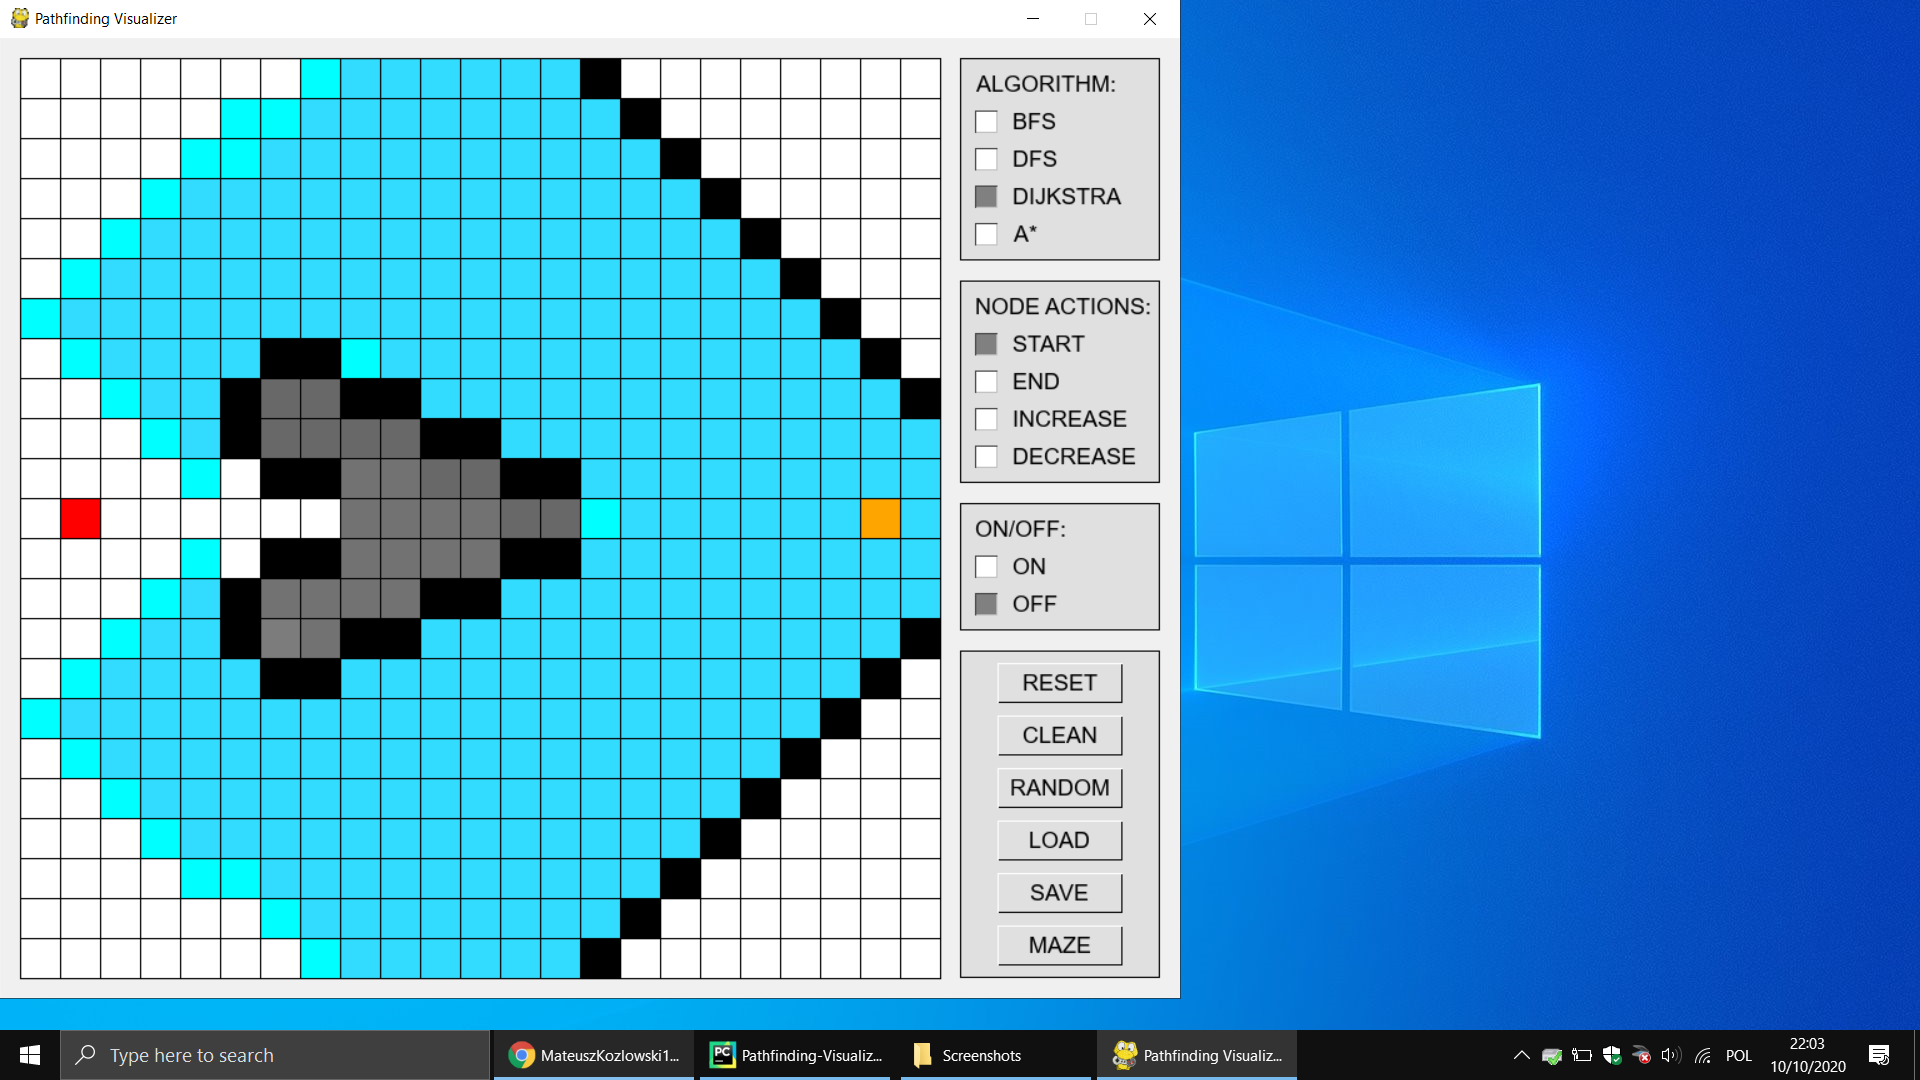 Pathfinding Visualizer
ALGORITHM:
BFS
DFS
DIJKSTRA
A*
NODE ACTIONS:
START
END
INCREASE
DECREASE
ON/OFF:
ON
OFF
RESET
CLEAN
RANDOM
LOAD
SAVE
MAZE
Type here to search
MateuszKozlowski1...
PC
Pathfinding-Visualiz...
Screenshots
Pathfinding Visualiz...
POL
22:03
10/10/2020